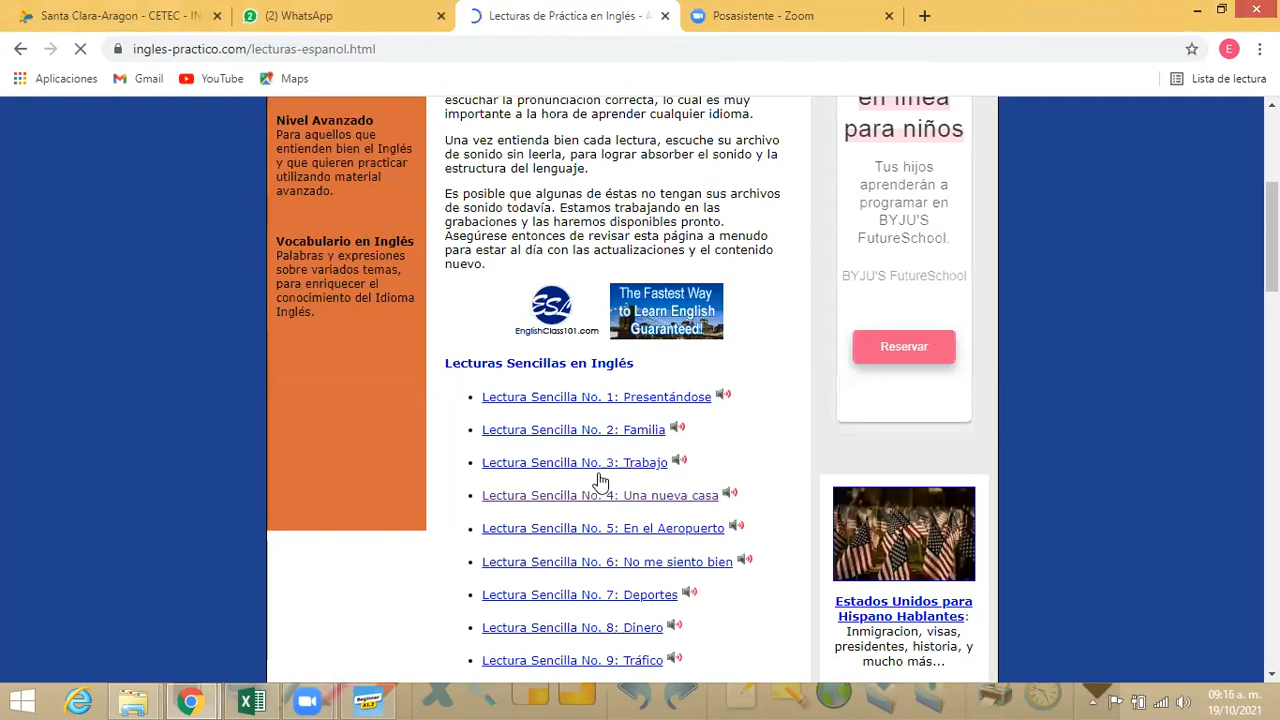 Santa Clara-Aragon - CETEC - INT
(2) WhatsApp
Lecturas de Práctica en Inglés - A
Posasistente - Zoom
ingles-practico.com/lecturas-espanol.html
E
Aplicaciones
Gmail
YouTube
Maps
Lista de lectura
Nivel Avanzado
Para aquellos que
entienden bien el Inglés
y que quieren practicar
utilizando material
avanzado.
Vocabulario en Inglés
Palabras y expresiones
sobre variados temas,
para enriquecer el
conocimiento del Idioma
Inglés.
escuchar la pronunciación correcta, lo cual es muy
importante a la hora de aprender cualquier idioma.
Una vez entienda bien cada lectura, escuche su archivo
de sonido sin leerla, para lograr absorber el sonido y la
estructura del lenguaje.
Es posible que algunas de éstas no tengan sus archivos
de sonido todavía. Estamos trabajando en las
grabaciones y las haremos disponibles pronto.
Asegúrese entonces de revisar esta página a menudo
para estar al día con las actualizaciones y el contenido
nuevo.
ESL
EnglishClass101.com
The Fastest Way
to Learn English
Guaranteed!
Lecturas Sencillas en Inglés
Lectura Sencilla No. 1: Presentándose
Lectura Sencilla No. 2: Familia
Lectura Sencilla No. 3: Trabajo
Lectura Sencilla No. 4: Una nueva casa
Lectura Sencilla No. 5: En el Aeropuerto
Lectura Sencilla No. 6: No me siento bien
Lectura Sencilla No. 7: Deportes
Lectura Sencilla No. 8: Dinero
Lectura Sencilla No. 9: Tráfico
en línea
para niños
Tus hijos
aprenderán a
programar en
BYJU'S
FutureSchool.
BYJU'S FutureSchool
Reservar
Estados Unidos para
Hispano Hablantes:
Inmigracion, visas,
presidentes, historia, y
mucho más...
Beginner
09:16 a. m.
19/10/2021